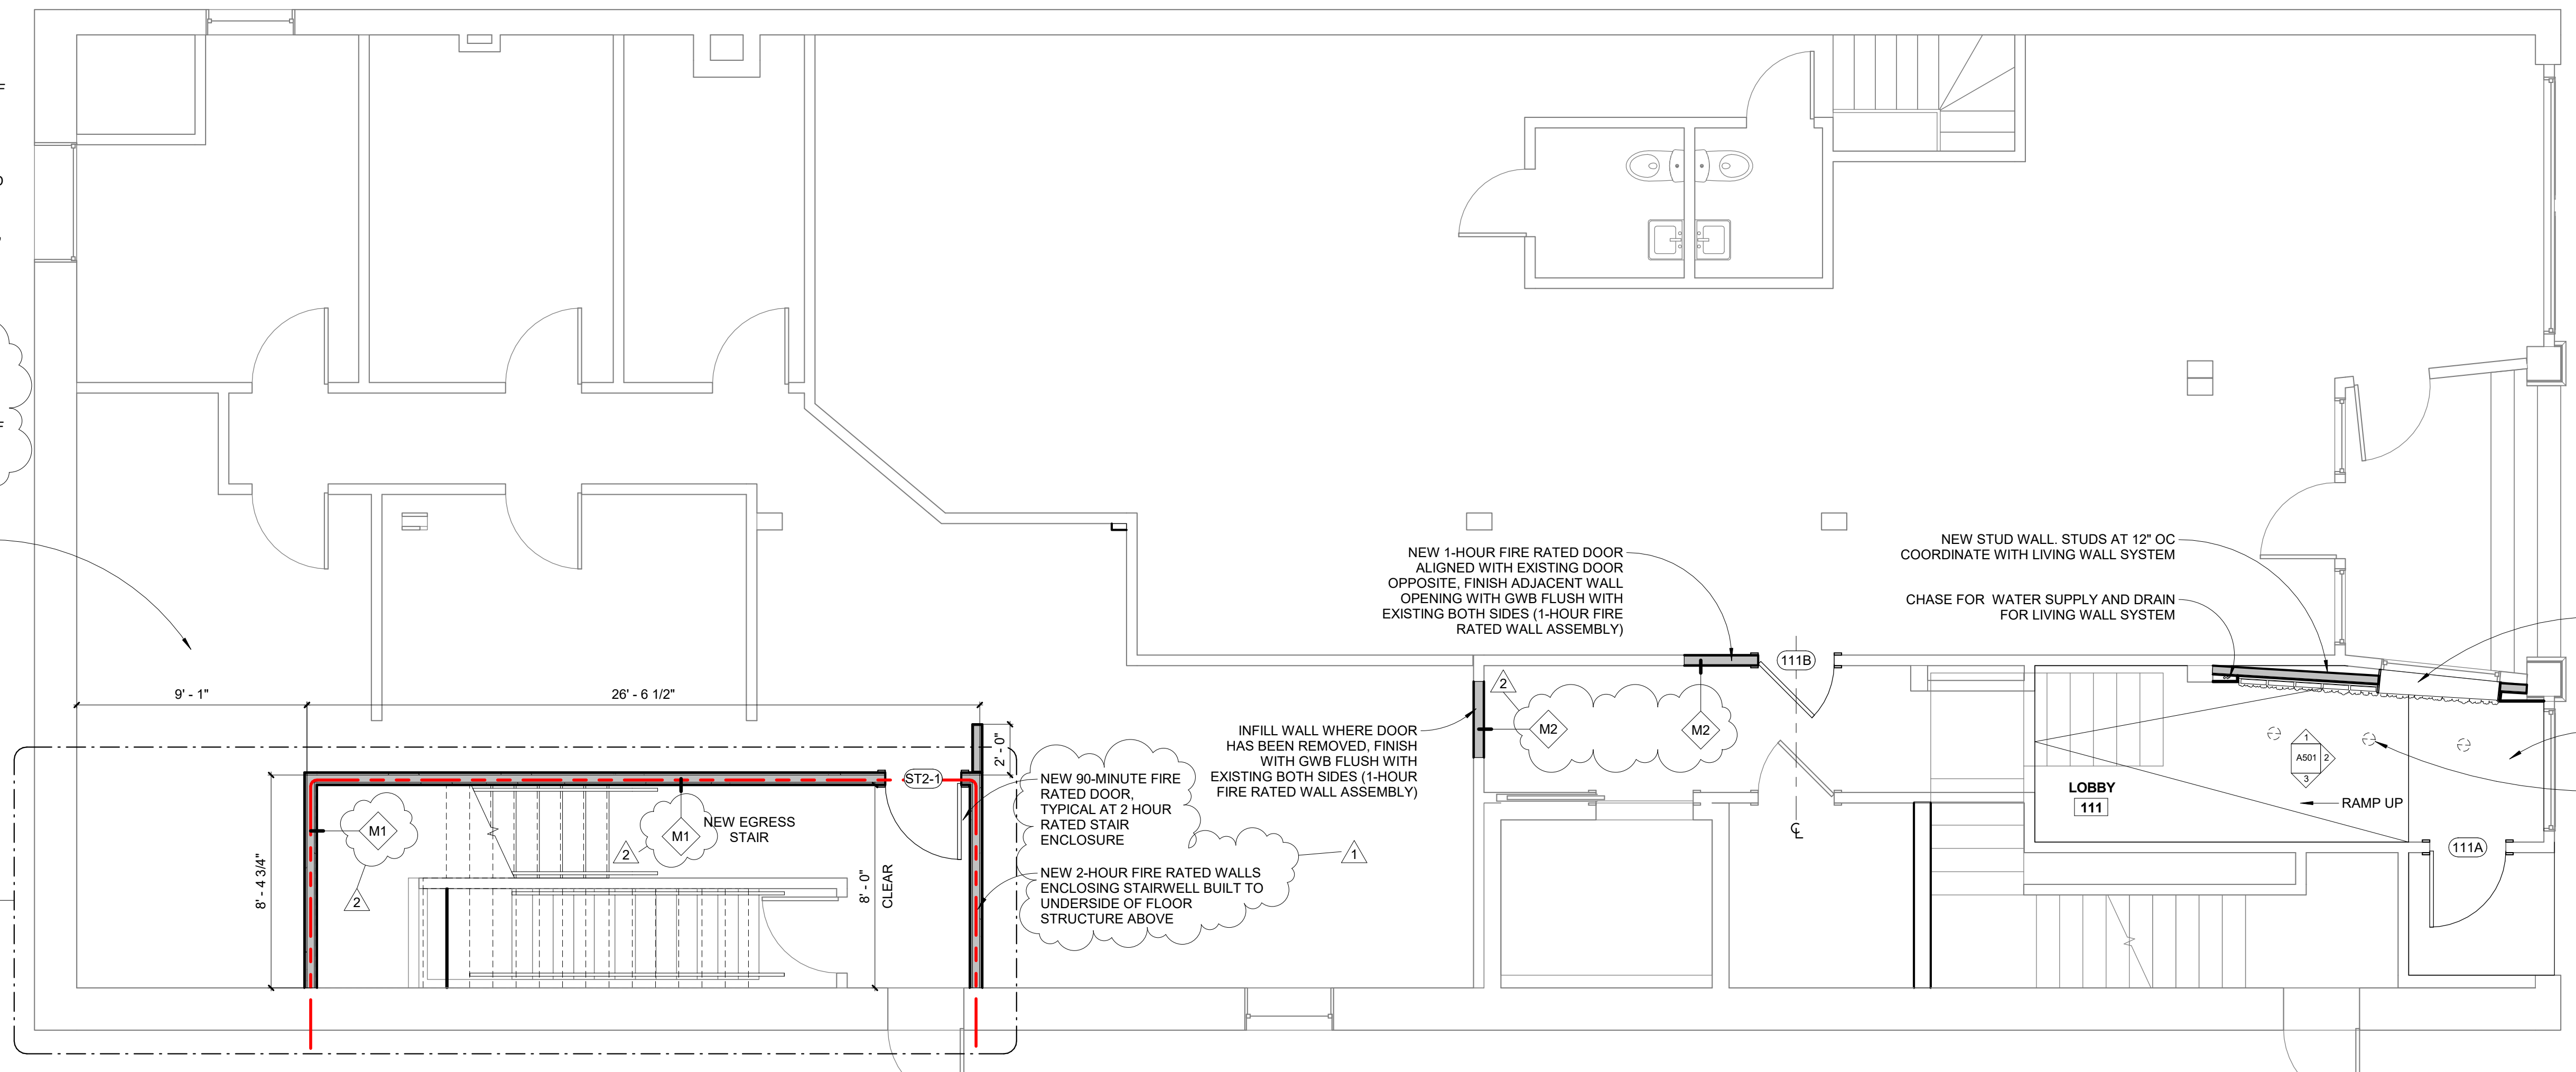 NEW 1-HOUR FIRE RATED DOOR
ALIGNED WITH EXISTING DOOR
OPPOSITE, FINISH ADJACENT WALL
OPENING WITH GWB FLUSH WITH
EXISTING BOTH SIDES (1-HOUR FIRE
RATED WALL ASSEMBLY)
NEW STUD WALL. STUDS AT 12" OC
COORDINATE WITH LIVING WALL SYSTEM
CHASE FOR WATER SUPPLY AND DRAIN
FOR LIVING WALL SYSTEM
111B
9' - 1"
26' - 6 1/2"
2
M2
M2
INFILL WALL WHERE DOOR
HAS BEEN REMOVED, FINISH
WITH GWB FLUSH WITH
EXISTING BOTH SIDES (1-HOUR
FIRE RATED WALL ASSEMBLY)
2' - 0"
ST2-1
NEW 90-MINUTE FIRE
RATED DOOR,
TYPICAL AT 2 HOUR
RATED STAIR
ENCLOSURE
NEW 2-HOUR FIRE RATED WALLS
ENCLOSING STAIRWELL BUILT TO
UNDERSIDE OF FLOOR
STRUCTURE ABOVE
1
M1
M1
NEW EGRESS
STAIR
2
2
8' - 4 3/4"
8' - 0"
CLEAR
1
A501
2
3
LOBBY
111
RAMP UP
111A